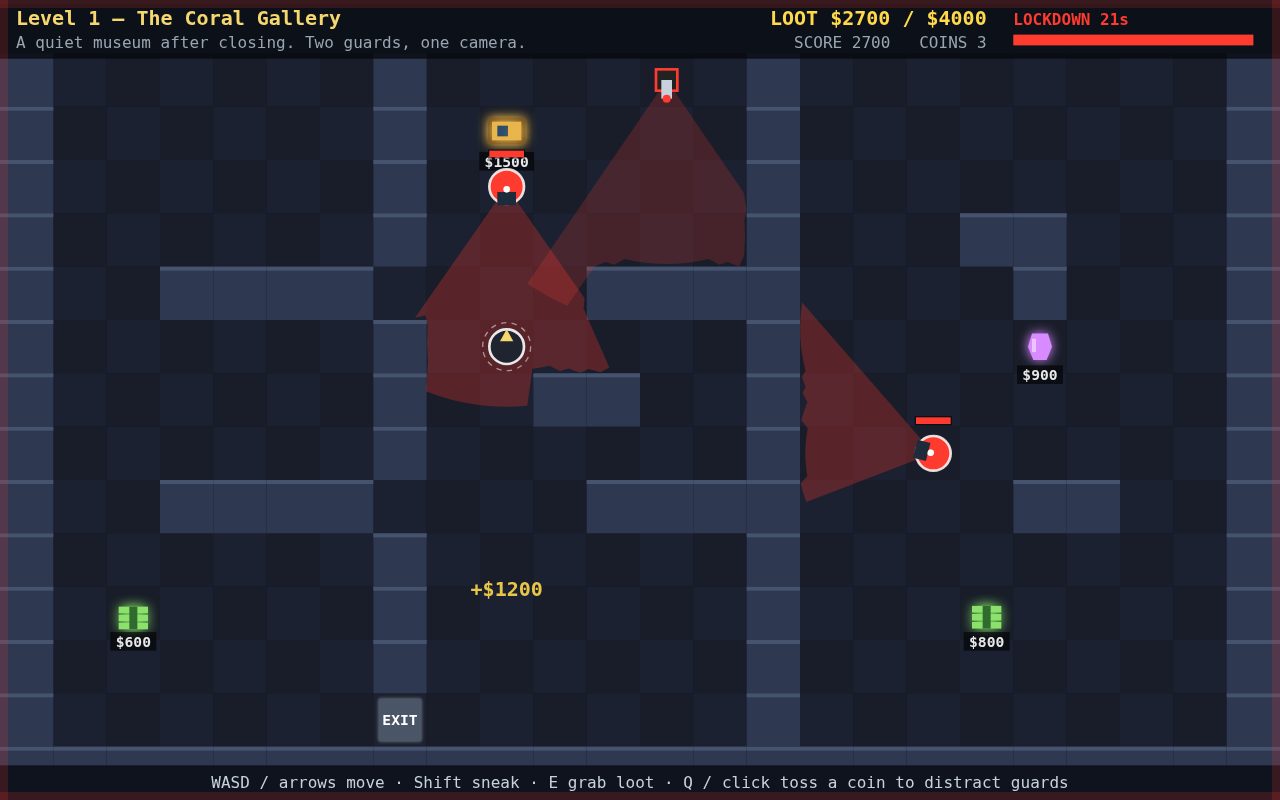 Level 1 — The Coral Gallery
A quiet museum after closing. Two guards, one camera.
LOOT $2700 / $4000
SCORE 2700 COINS 3
LOCKDOWN 21s
$1500
$900
+$1200
$600
$800
EXIT
WASD / arrows move · Shift sneak · E grab loot · Q / click toss a coin to distract guards